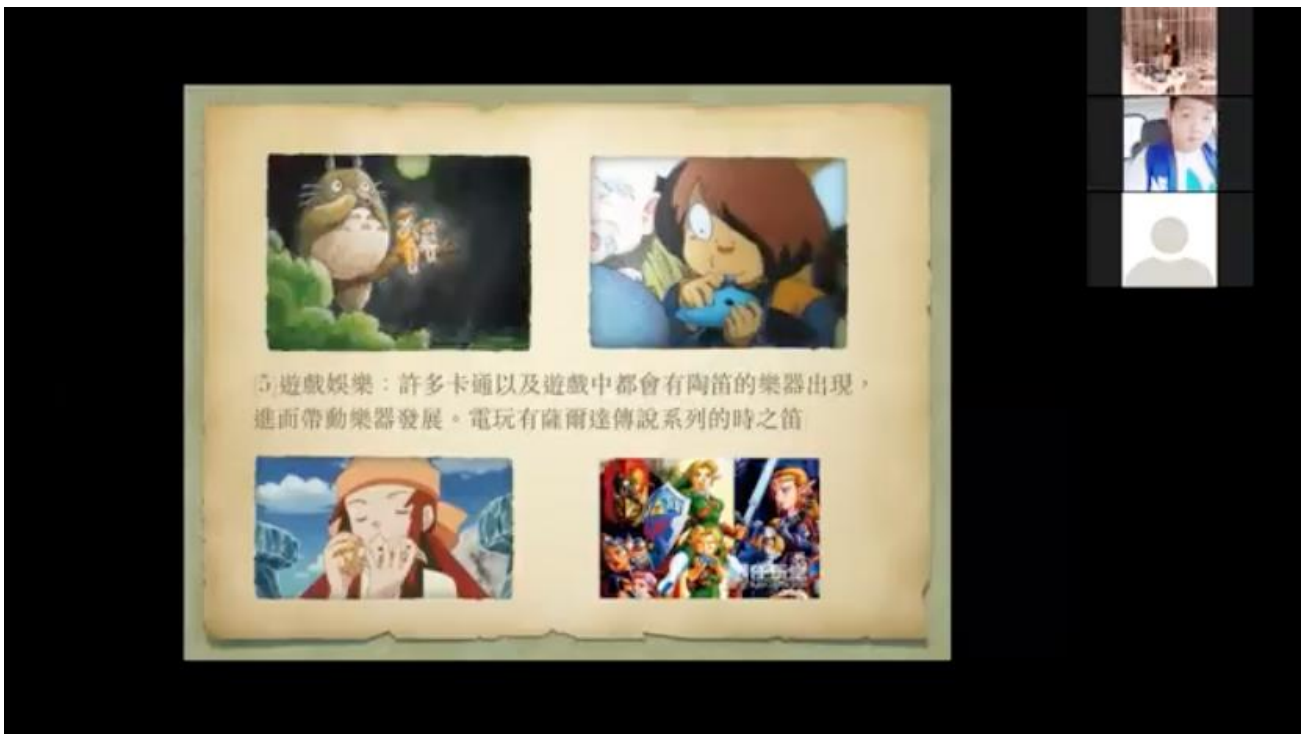 (5)遊戲娛樂：許多卡通以及遊戲中都會有陶笛的樂器出現，
進而帶動樂器發展。電玩有薩爾達傳說系列的時之笛